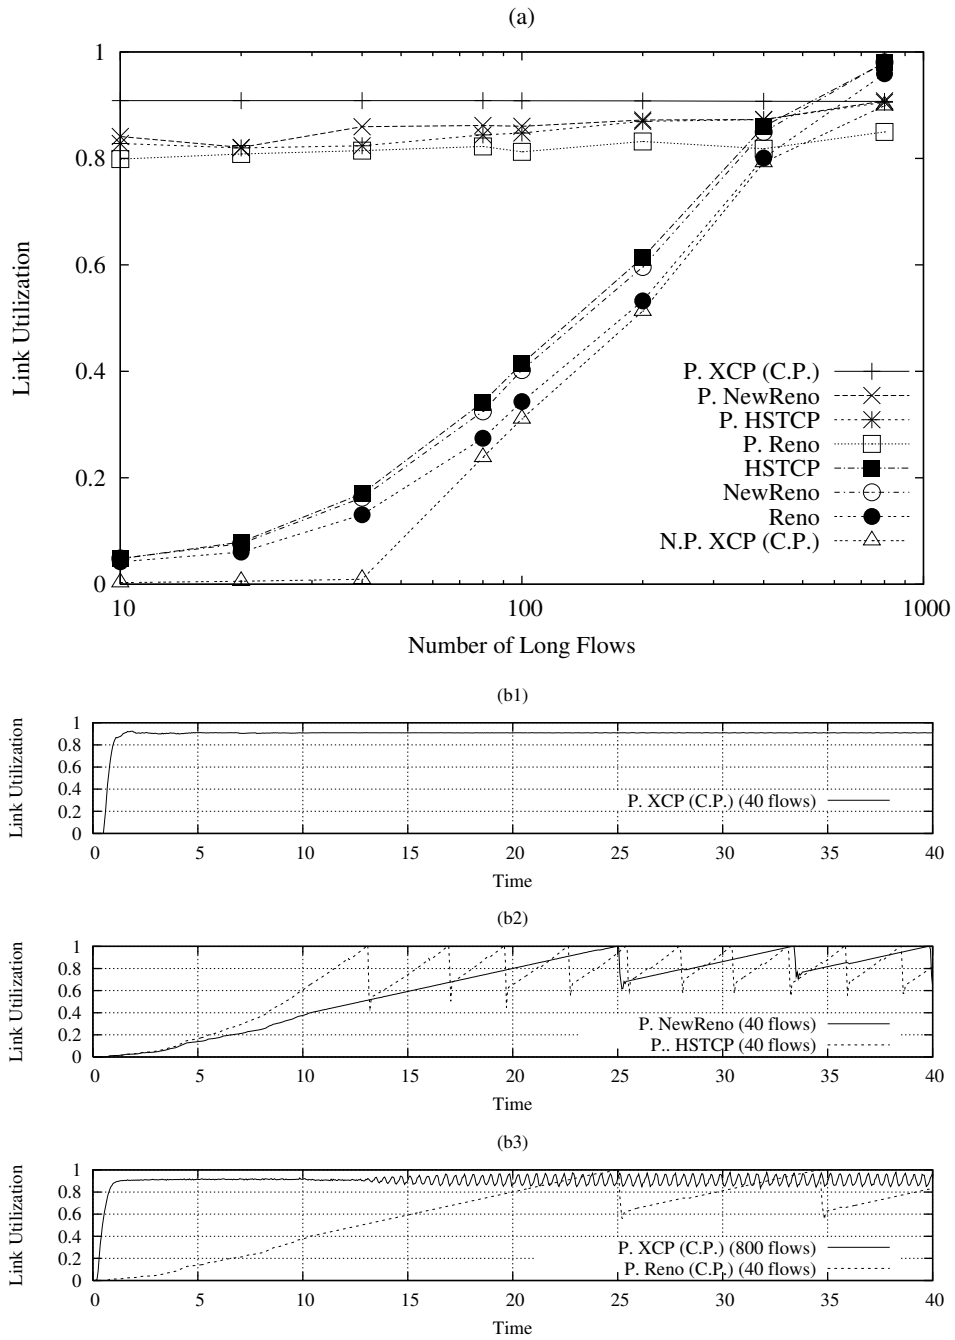 (a)
1
0.8
0.6
0.4
0.2
0
Link Utilization
P. XCP (C.P.)
P. NewReno
P. HSTCP
P. Reno
HSTCP
NewReno
Reno
N.P. XCP (C.P.)
10 100 1000
Number of Long Flows
(b1)
1
0.8
0.6
0.4
0.2
0
Link Utilization
P. XCP (C.P.) (40 flows)
0 5 10 15 20 25 30 35 40
Time
(b2)
1
0.8
0.6
0.4
0.2
0
Link Utilization
P. NewReno (40 flows)
P.. HSTCP (40 flows)
0 5 10 15 20 25 30 35 40
Time
(b3)
1
0.8
0.6
0.4
0.2
0
Link Utilization
P. XCP (C.P.) (800 flows)
P. Reno (C.P.) (40 flows)
0 5 10 15 20 25 30 35 40
Time